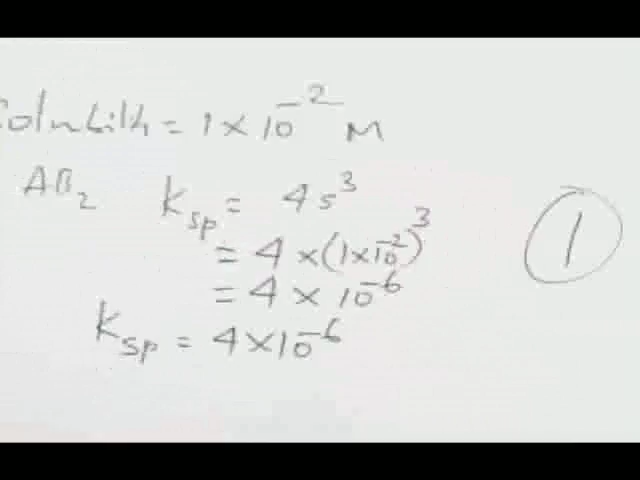 Solubility = 1 × 10⁻² M
AB₂ Ksp = 4s³
= 4 × (1×10⁻²)³
= 4 × 10⁻⁶
Ksp = 4×10⁻⁶
1